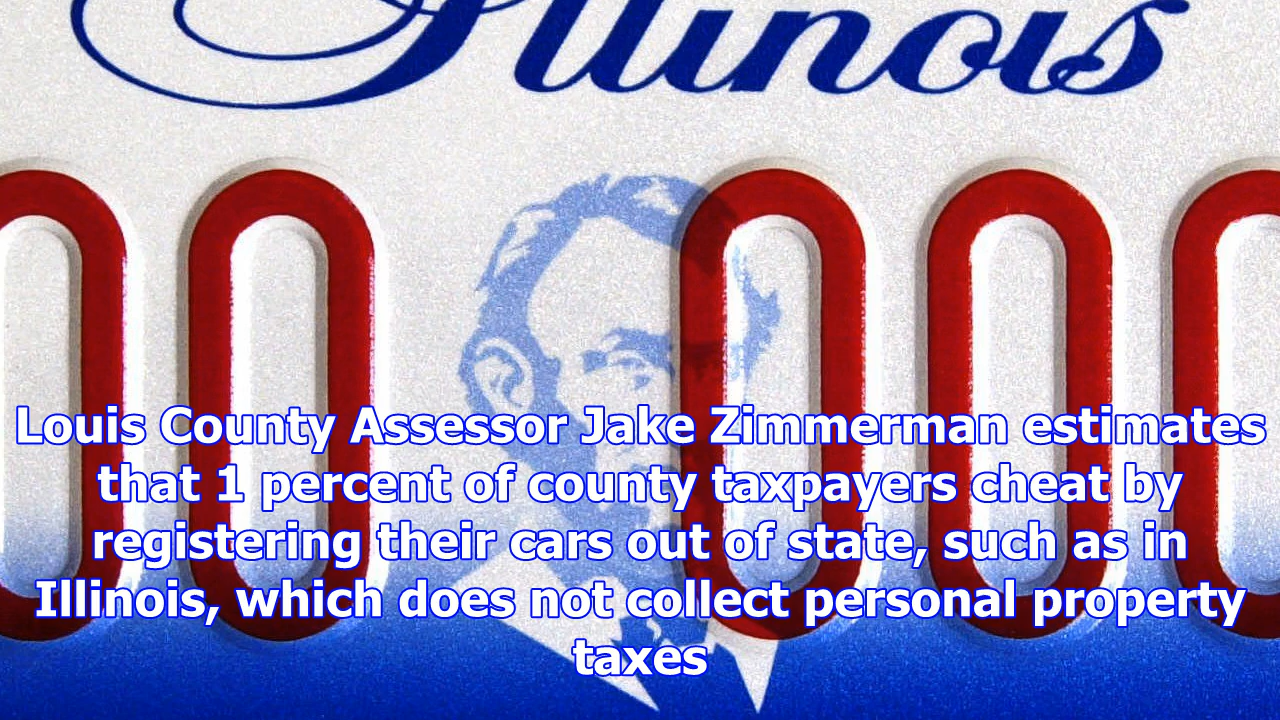 Illinois
00 000
Louis County Assessor Jake Zimmerman estimates
that 1 percent of county taxpayers cheat by
registering their cars out of state, such as in
Illinois, which does not collect personal property
taxes